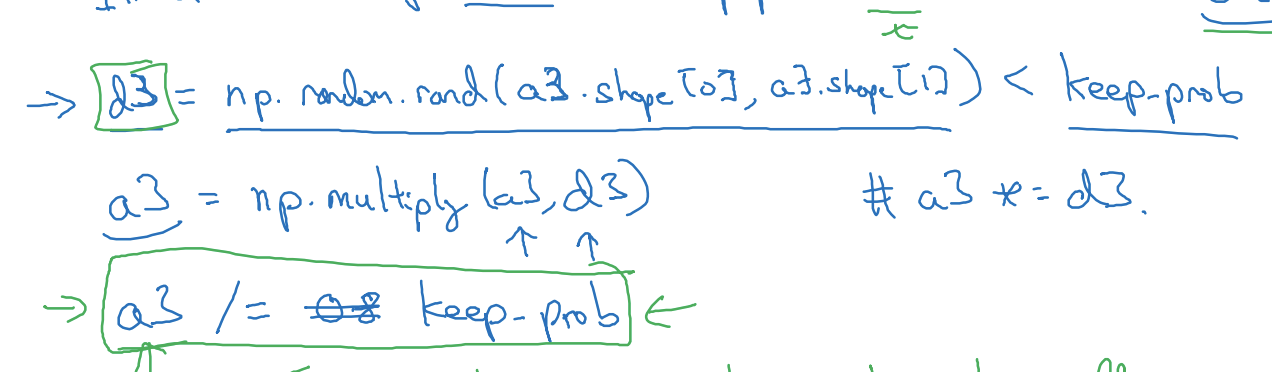 d3 = np.random.rand(a3.shape[0], a3.shape[1]) < keep-prob
a3 = np.multiply(a3, d3) # a3 *= d3.
a3 /= 0.8 keep-prob